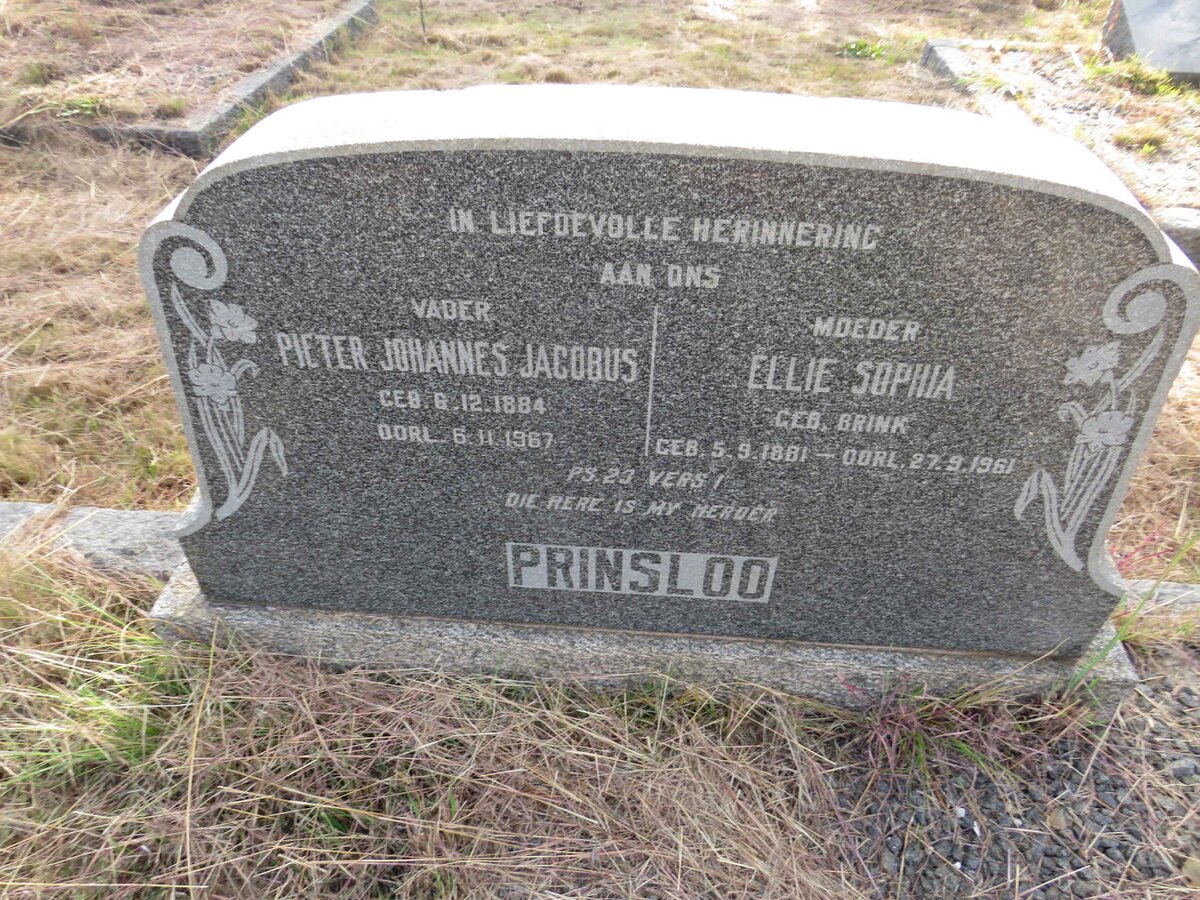 IN LIEFDEVOLLE HERINNERING
AAN ONS
VADER
PIETER JOHANNES JACOBUS
GEB. 6.12.1884
OORL. 6.11.1967
MOEDER
ELLIE SOPHIA
GEB. BRINK
GEB. 5.9.1881 – OORL. 27.9.1961
PS. 23 VERS 1
DIE HERE IS MY HERDER
PRINSLOO